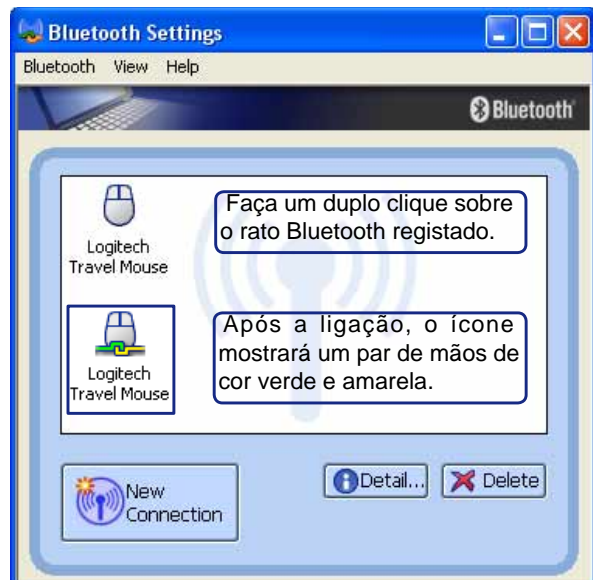 Bluetooth Settings
Bluetooth View Help
Bluetooth
Logitech
Travel Mouse
Faça um duplo clique sobre
o rato Bluetooth registado.
Logitech
Travel Mouse
Após a ligação, o ícone
mostrará um par de mãos de
cor verde e amarela.
New
Connection
Detail...
Delete